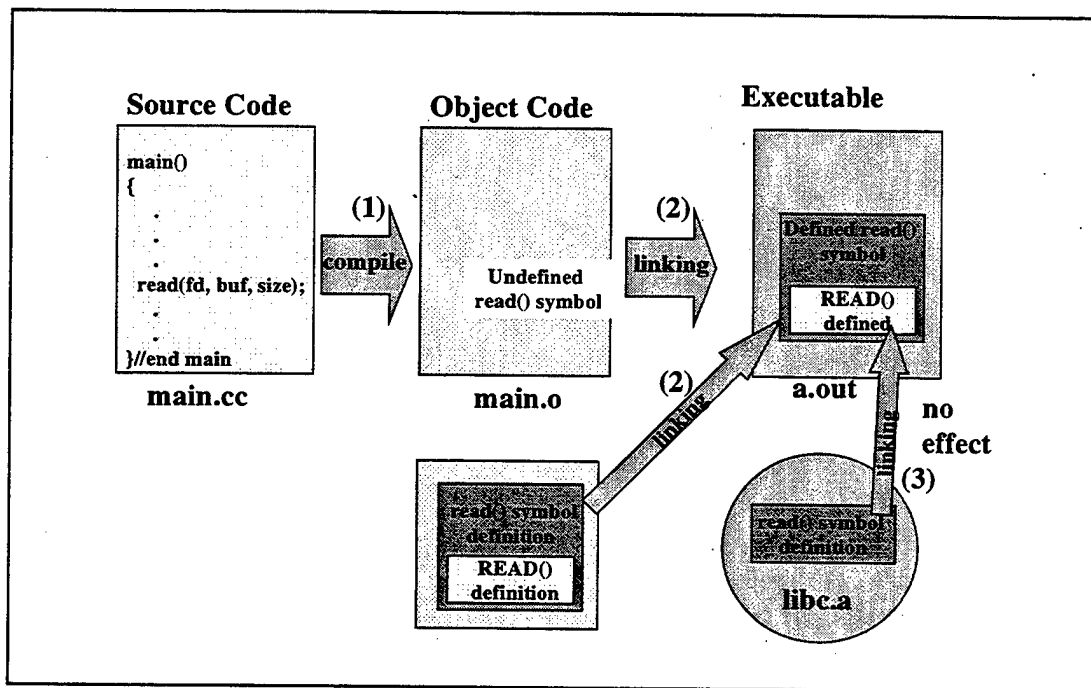 Source Code
main()
{
.
.
.
read(fd, buf, size);
.
.
}//end main
main.cc
(1)
compile
Object Code
Undefined
read() symbol
main.o
(2)
linking
Executable
Defined read()
symbol
READ()
defined
a.out
(2)
linking
read() symbol
definition
READ()
definition
no
effect
linking
(3)
read() symbol
definition
libc.a